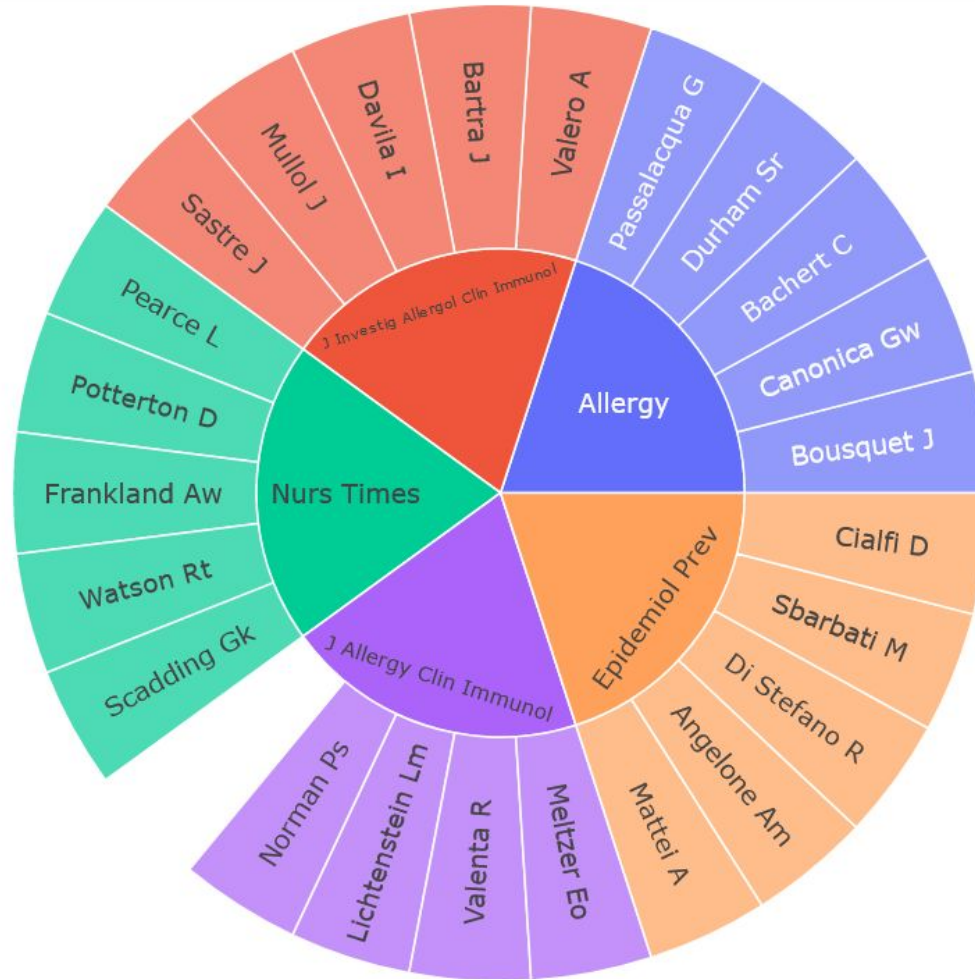 Allergy
Bousquet J
Canonica Gw
Bachert C
Durham Sr
Passalacqua G
J Investig Allergol Clin Immunol
Valero A
Bartra J
Davila I
Mullol J
Sastre J
Nurs Times
Pearce L
Potterton D
Frankland Aw
Watson Rt
Scadding Gk
J Allergy Clin Immunol
Norman Ps
Lichtenstein Lm
Valenta R
Meltzer Eo
Epidemiol Prev
Mattei A
Angelone Am
Di Stefano R
Sbarbati M
Cialfi D